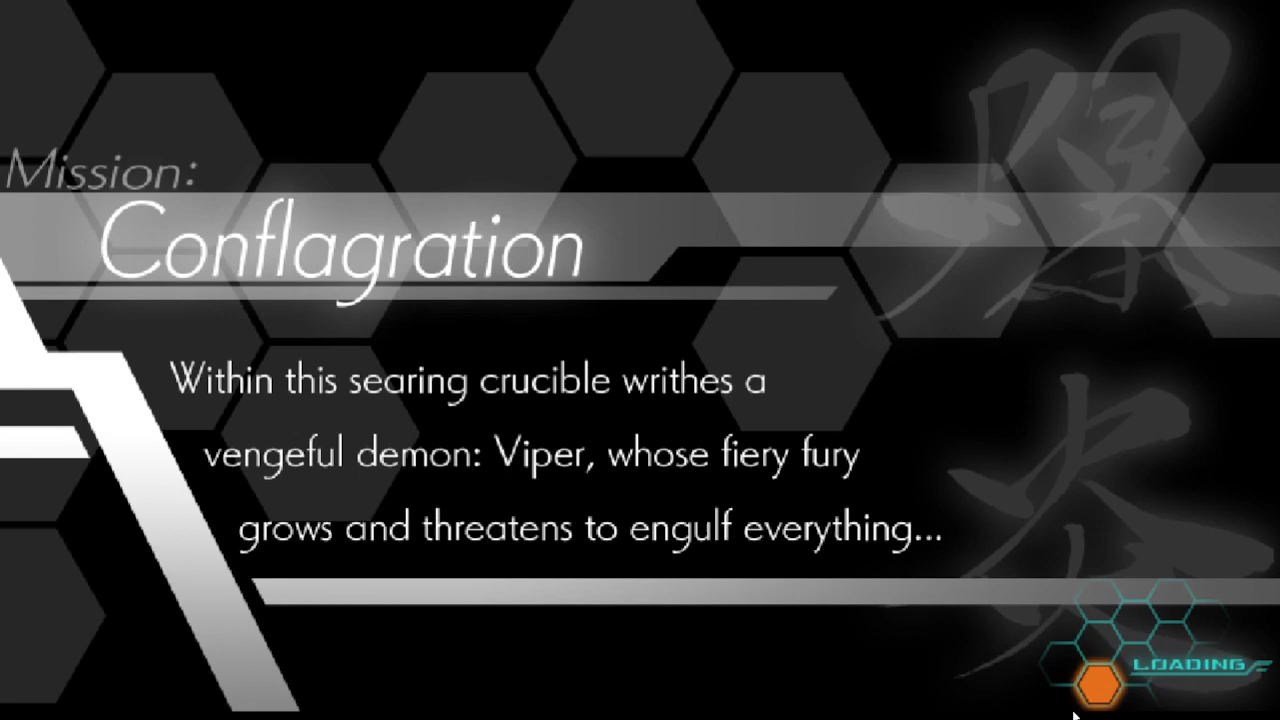 Mission:
Conflagration
Within this searing crucible writhes a
vengeful demon: Viper, whose fiery fury
grows and threatens to engulf everything...
LOADING